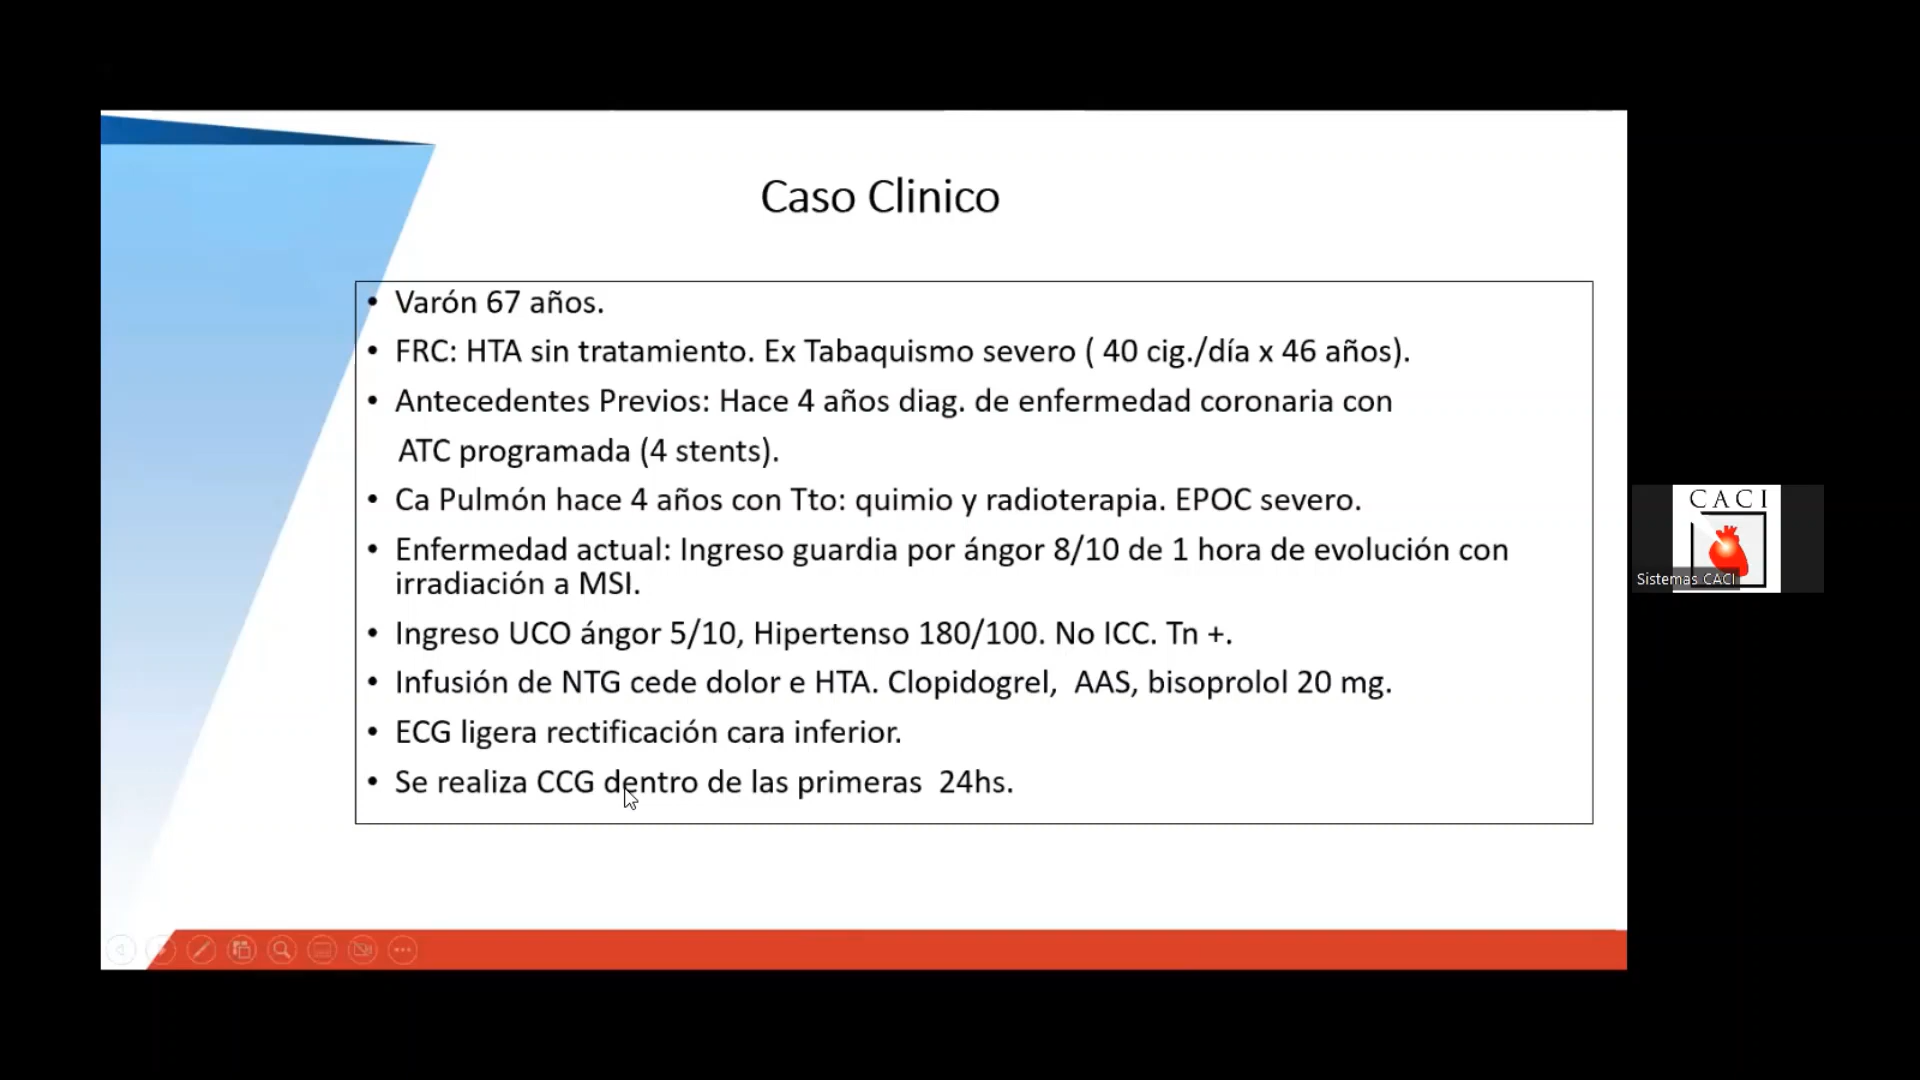 Caso Clinico
• Varón 67 años.
• FRC: HTA sin tratamiento. Ex Tabaquismo severo ( 40 cig./día x 46 años).
• Antecedentes Previos: Hace 4 años diag. de enfermedad coronaria con
ATC programada (4 stents).
• Ca Pulmón hace 4 años con Tto: quimio y radioterapia. EPOC severo.
• Enfermedad actual: Ingreso guardia por ángor 8/10 de 1 hora de evolución con
irradiación a MSI.
• Ingreso UCO ángor 5/10, Hipertenso 180/100. No ICC. Tn +.
• Infusión de NTG cede dolor e HTA. Clopidogrel,  AAS, bisoprolol 20 mg.
• ECG ligera rectificación cara inferior.
• Se realiza CCG dentro de las primeras  24hs.
CACI
Sistemas CACI